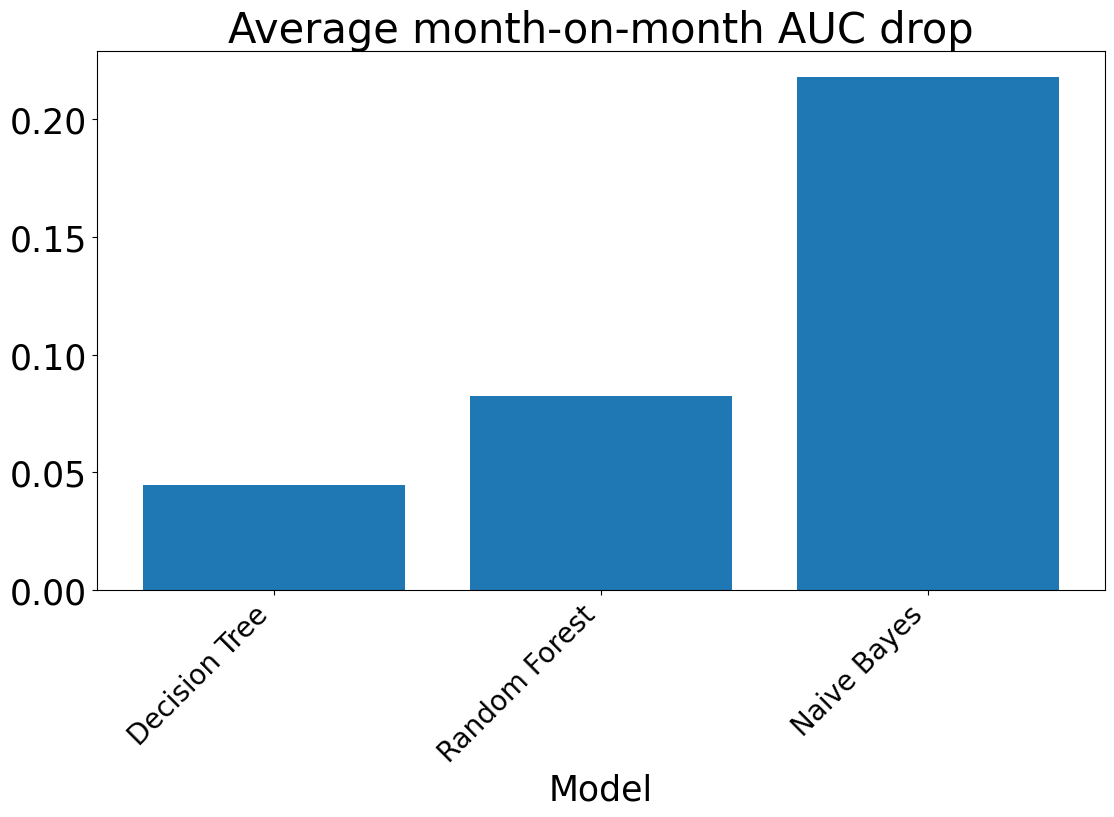 Average month-on-month AUC drop
0.20
0.15
0.10
0.05
0.00
Decision Tree
Random Forest
Naive Bayes
Model